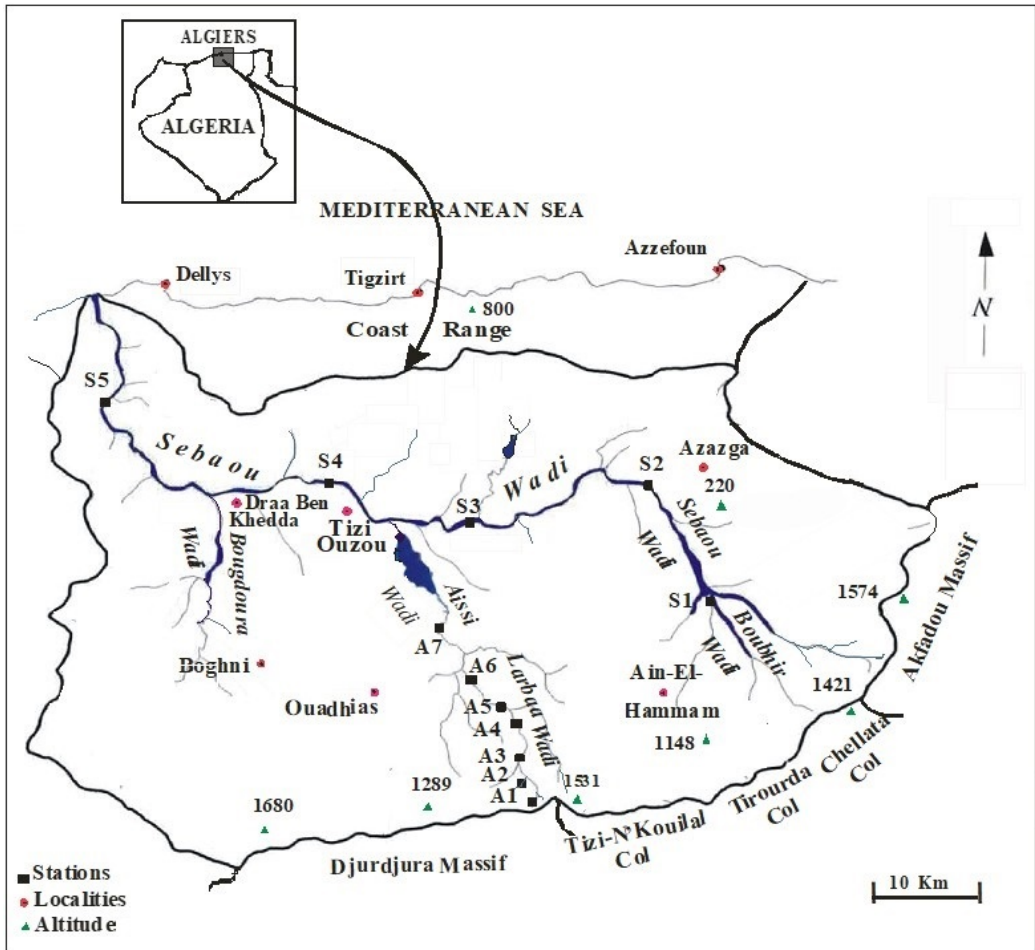 ALGIERS
ALGERIA
MEDITERRANEAN SEA
Azzefoun
Dellys
Tigzirt
800
Coast Range
N
S5
Sebaou
Wadi
S4
S3
S2
Azazga
220
Draa Ben
Khedda
Tizi
Ouzou
Wadi
Bougdoura
Wadi
Aissi
Sebaou
Wadi
S1
Boubhir
Wadi
1574
Akfadou Massif
A7
Boghni
Ouadhias
A6
Larbaa Wadi
A5
A4
A3
A2
A1
Ain-El-
Hammam
1148
1421
1680
1289
1531
Djurdjura Massif
Tizi-N'Kouilal
Col
Tirourda
Col
Chellata
Col
Stations
Localities
Altitude
10 Km